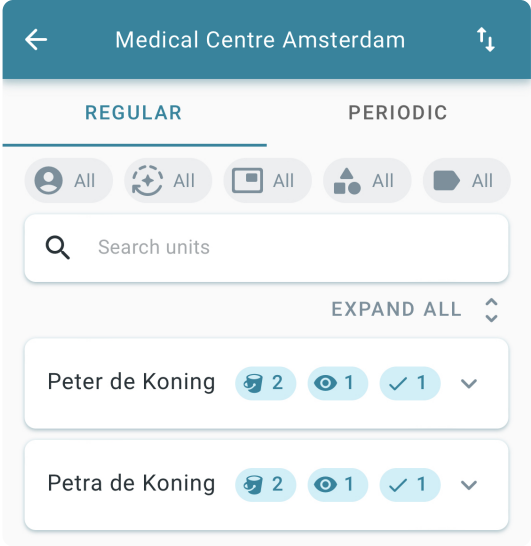 Medical Centre Amsterdam
REGULAR PERIODIC
All All All All All
Search units
EXPAND ALL
Peter de Koning 2 1 1
Petra de Koning 2 1 1